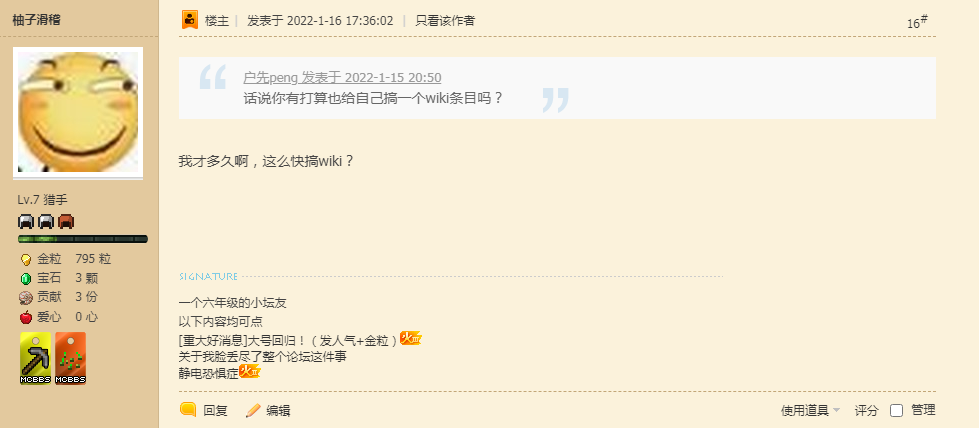 柚子滑稽
楼主 | 发表于 2022-1-16 17:36:02 | 只看该作者
16#
户先peng 发表于 2022-1-15 20:50
话说你有打算也给自己搞一个wiki条目吗？
我才多久啊，这么快搞wiki？
Lv.7 猎手
金粒 795 粒
宝石 3 颗
贡献 3 份
爱心 0 心
MCBBS MCBBS
SIGNATURE
一个六年级的小坛友
以下内容均可点
[重大好消息]大号回归！（发人气+金粒）火
关于我脸丢尽了整个论坛这件事
静电恐惧症火
回复 编辑 使用道具 评分 管理